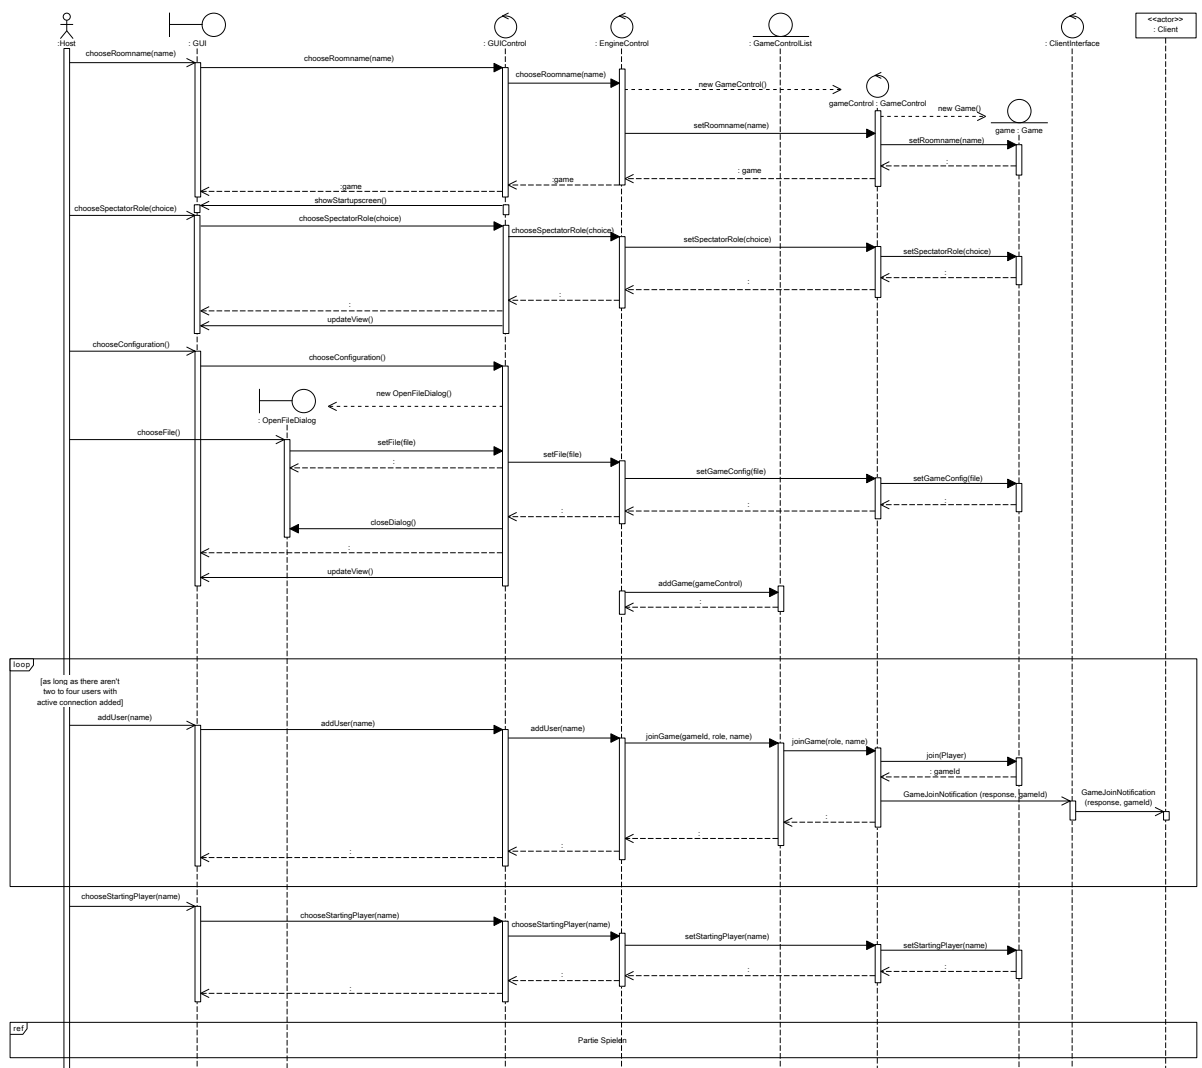 :Host
: GUI
: GUIControl
: EngineControl
: GameControlList
: ClientInterface
<<actor>>
: Client
chooseRoomname(name)
chooseRoomname(name)
chooseRoomname(name)
new GameControl()
gameControl : GameControl
new Game()
game : Game
setRoomname(name)
setRoomname(name)
:
: game
:game
:game
showStartupscreen()
chooseSpectatorRole(choice)
chooseSpectatorRole(choice)
chooseSpectatorRole(choice)
setSpectatorRole(choice)
setSpectatorRole(choice)
:
:
:
:
updateView()
chooseConfiguration()
chooseConfiguration()
new OpenFileDialog()
: OpenFileDialog
chooseFile()
setFile(file)
:
setFile(file)
setGameConfig(file)
setGameConfig(file)
:
:
:
closeDialog()
:
updateView()
addGame(gameControl)
:
loop
[as long as there aren't
two to four users with
active connection added]
addUser(name)
addUser(name)
addUser(name)
joinGame(gameId, role, name)
joinGame(role, name)
join(Player)
: gameId
GameJoinNotification (response, gameId)
GameJoinNotification
(response, gameId)
:
:
:
:
chooseStartingPlayer(name)
chooseStartingPlayer(name)
chooseStartingPlayer(name)
setStartingPlayer(name)
setStartingPlayer(name)
:
:
:
:
ref
Partie Spielen